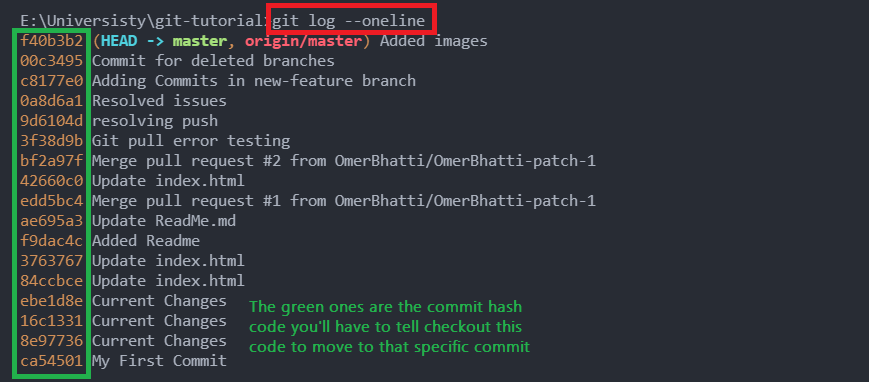 E:\Universisty\git-tutorial>git log --oneline
f40b3b2 (HEAD -> master, origin/master) Added images
00c3495 Commit for deleted branches
c8177e0 Adding Commits in new-feature branch
0a8d6a1 Resolved issues
9d6104d resolving push
3f38d9b Git pull error testing
bf2a97f Merge pull request #2 from OmerBhatti/OmerBhatti-patch-1
42660c0 Update index.html
edd5bc4 Merge pull request #1 from OmerBhatti/OmerBhatti-patch-1
ae695a3 Update ReadMe.md
f9dac4c Added Readme
3763767 Update index.html
84ccbce Update index.html
ebe1d8e Current Changes
16c1331 Current Changes
8e97736 Current Changes
ca54501 My First Commit
The green ones are the commit hash
code you'll have to tell checkout this
code to move to that specific commit